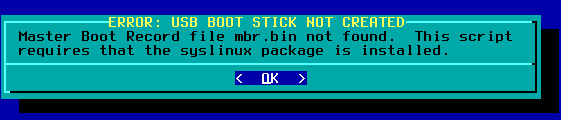 ERROR: USB BOOT STICK NOT CREATED
Master Boot Record file mbr.bin not found.  This script
requires that the syslinux package is installed.
<  OK  >